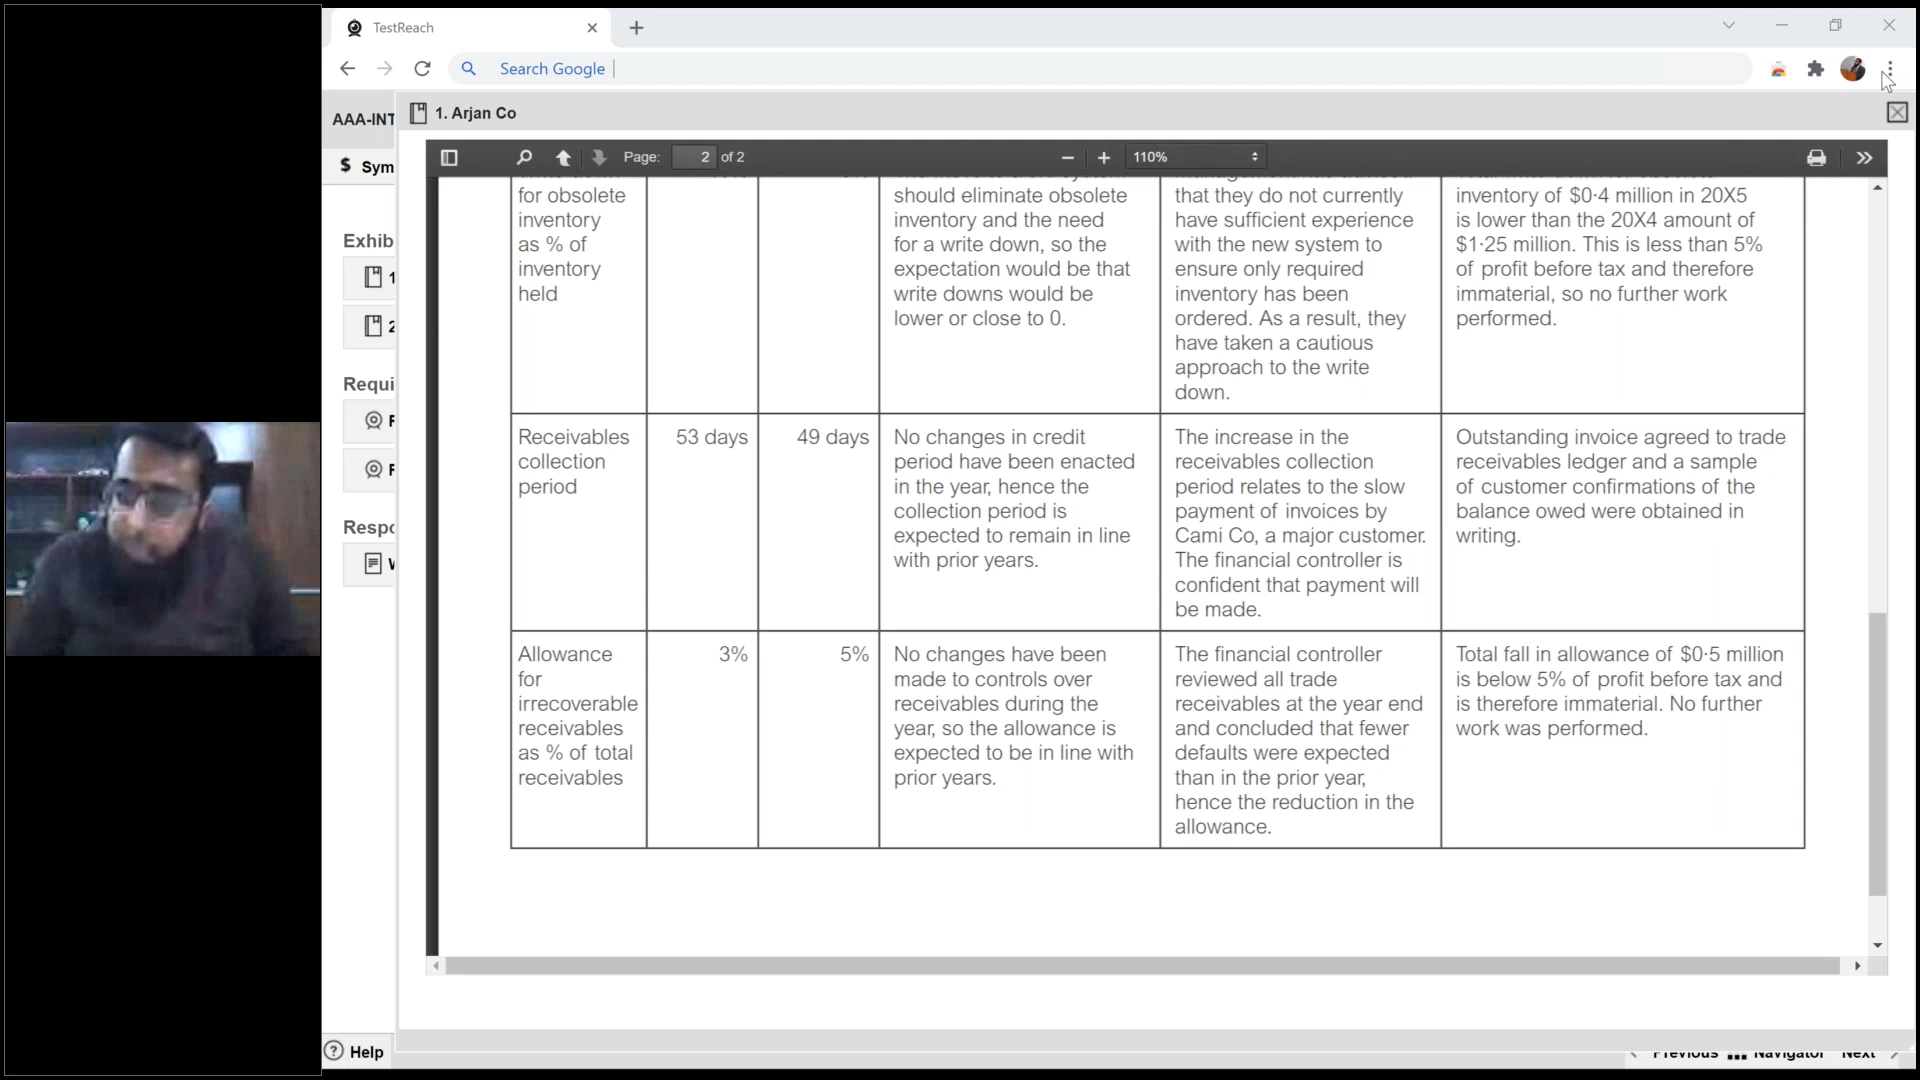 TestReach
Search Google
AAA-INT
1. Arjan Co
$ Sym
Page: 2 of 2
110%
Exhib
1
2
Requi
F
F
Respo
W
for obsolete
inventory
as % of
inventory
held
should eliminate obsolete
inventory and the need
for a write down, so the
expectation would be that
write downs would be
lower or close to 0.
that they do not currently
have sufficient experience
with the new system to
ensure only required
inventory has been
ordered. As a result, they
have taken a cautious
approach to the write
down.
inventory of $0·4 million in 20X5
is lower than the 20X4 amount of
$1·25 million. This is less than 5%
of profit before tax and therefore
immaterial, so no further work
performed.
Receivables
collection
period
53 days
49 days
No changes in credit
period have been enacted
in the year, hence the
collection period is
expected to remain in line
with prior years.
The increase in the
receivables collection
period relates to the slow
payment of invoices by
Cami Co, a major customer.
The financial controller is
confident that payment will
be made.
Outstanding invoice agreed to trade
receivables ledger and a sample
of customer confirmations of the
balance owed were obtained in
writing.
Allowance
for
irrecoverable
receivables
as % of total
receivables
3%
5%
No changes have been
made to controls over
receivables during the
year, so the allowance is
expected to be in line with
prior years.
The financial controller
reviewed all trade
receivables at the year end
and concluded that fewer
defaults were expected
than in the prior year,
hence the reduction in the
allowance.
Total fall in allowance of $0·5 million
is below 5% of profit before tax and
is therefore immaterial. No further
work was performed.
Help
Previous Navigator Next